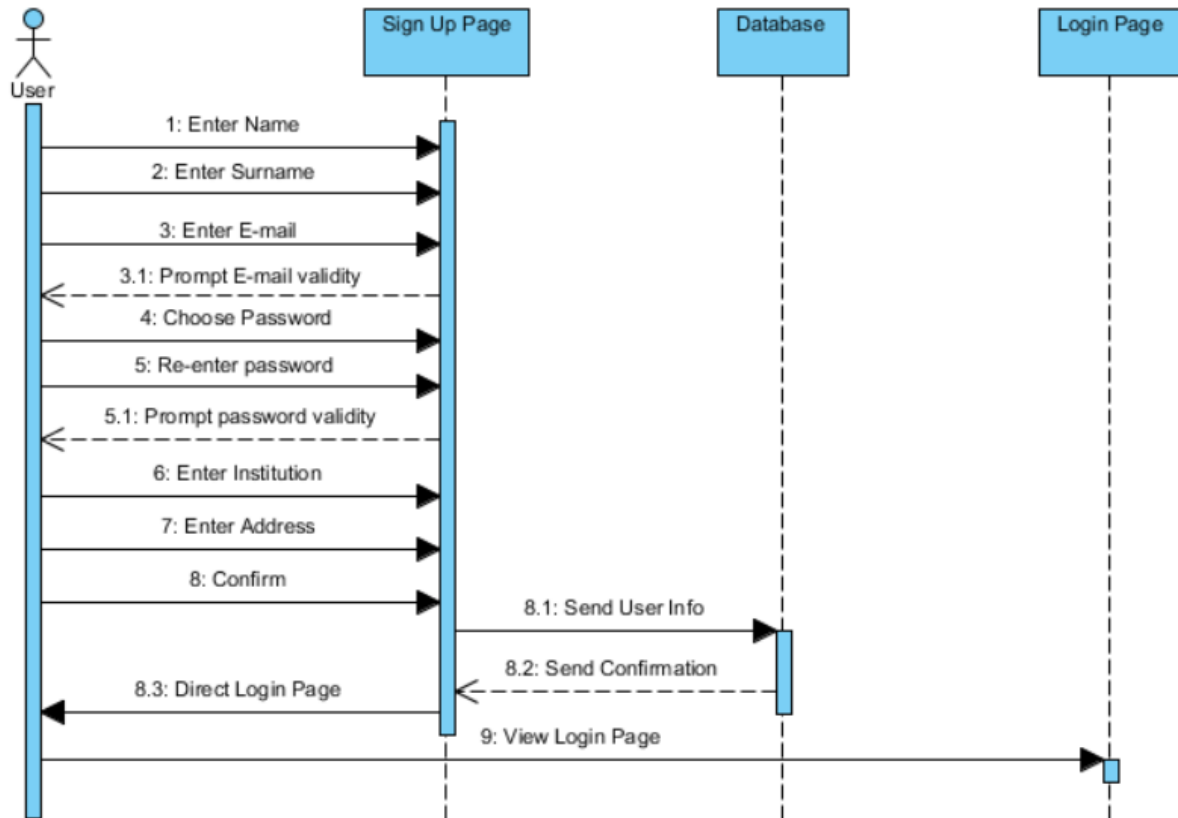 Sign Up Page
Database
Login Page
User
1: Enter Name
2: Enter Surname
3: Enter E-mail
3.1: Prompt E-mail validity
4: Choose Password
5: Re-enter password
5.1: Prompt password validity
6: Enter Institution
7: Enter Address
8: Confirm
8.1: Send User Info
8.2: Send Confirmation
8.3: Direct Login Page
9: View Login Page